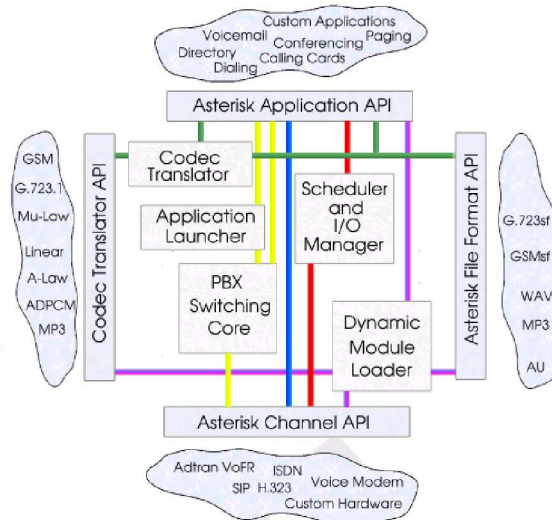 Custom Applications
Voicemail
Paging
Conferencing
Directory
Calling Cards
Dialing
Asterisk Application API
Codec Translator API
GSM
G.723.1
Mu-Law
Linear
A-Law
ADPCM
MP3
Codec
Translator
Application
Launcher
PBX
Switching
Core
Scheduler
and
I/O
Manager
Dynamic
Module
Loader
Asterisk File Format API
G.723sf
GSMsf
WAV
MP3
AU
Asterisk Channel API
Adtran VoFR
ISDN
SIP
H.323
Voice Modem
Custom Hardware